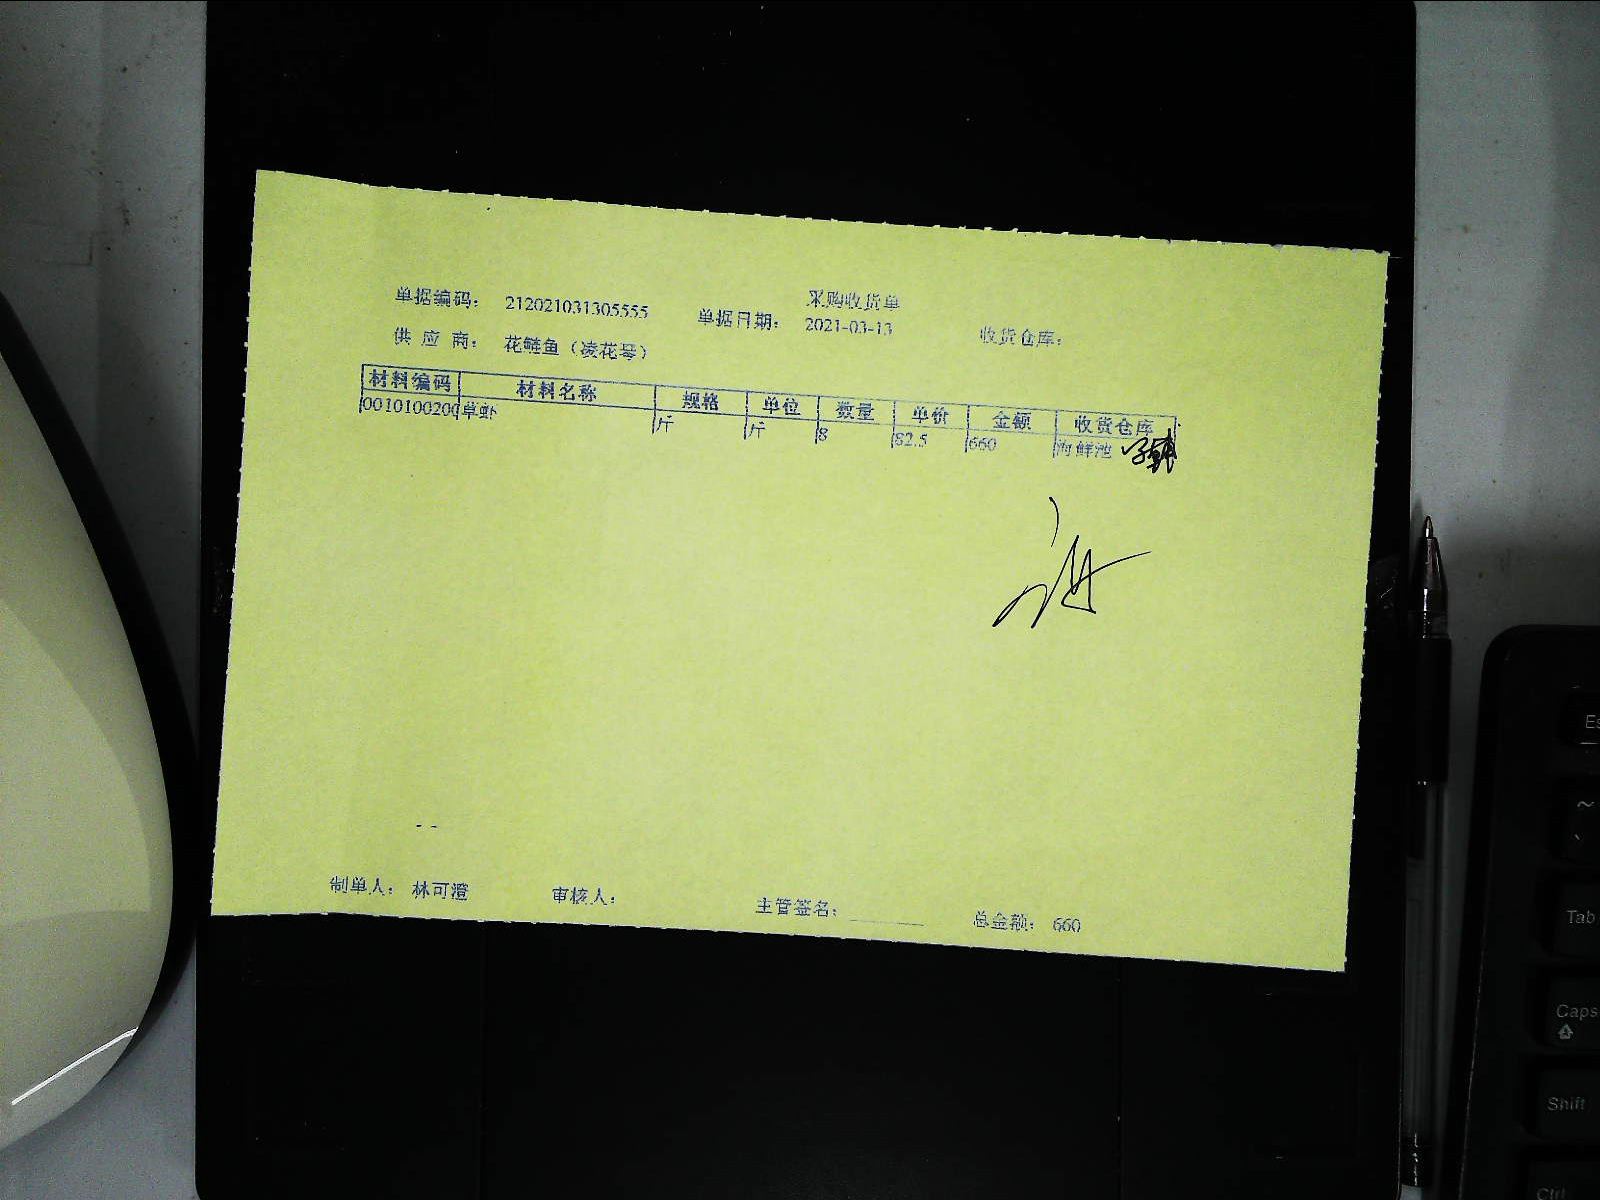 采购收货单
单据编码： 212021031305555 单据日期： 2021-03-13 收货仓库：
供 应 商： 花鲢鱼（凌花琴）
材料编码 材料名称 规格 单位 数量 单价 金额 收货仓库
0010100200 草虾 斤 斤 8 82.5 660 海鲜池
制单人： 林可澄 审核人： 主管签名： 总金额： 660
Es
~
Tab
Caps
Shift
Ctrl